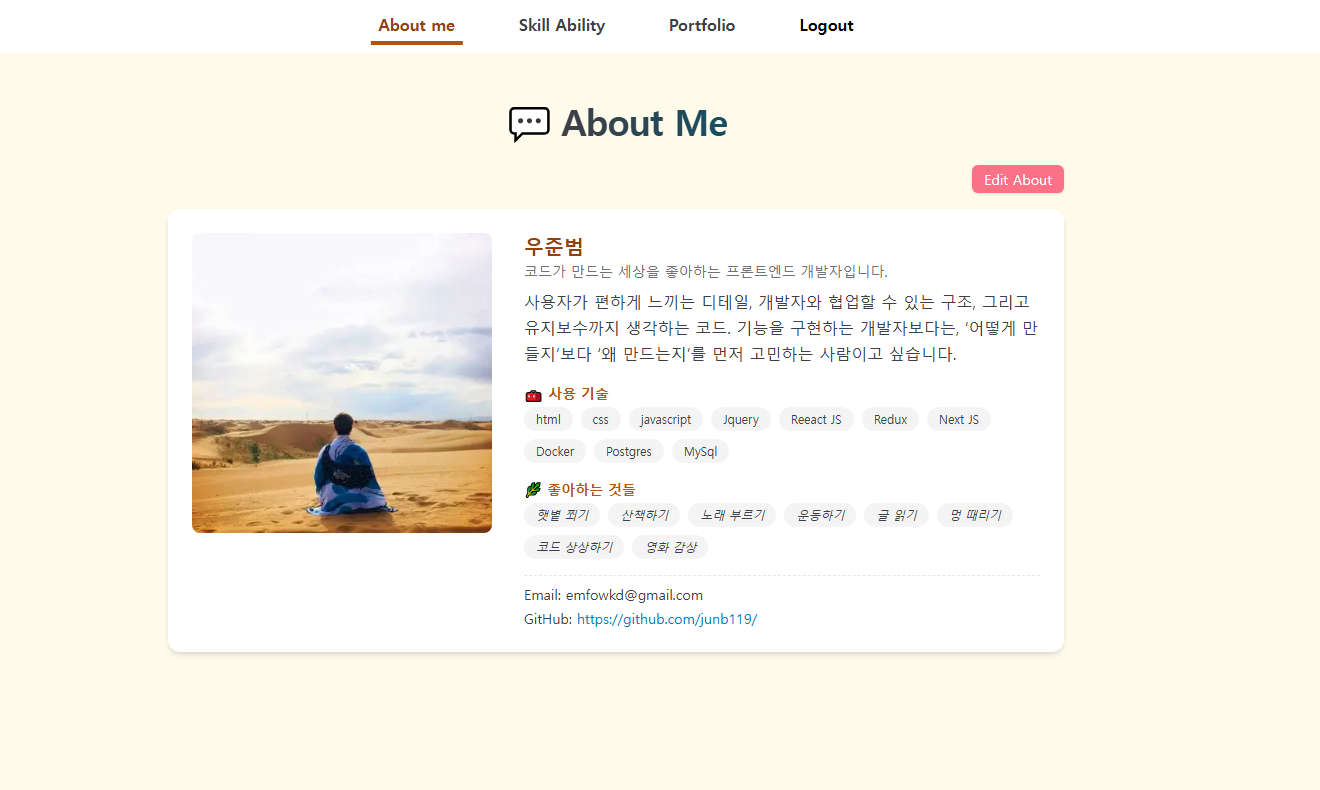 About me Skill Ability Portfolio Logout
💬 About Me
Edit About
우준범
코드가 만드는 세상을 좋아하는 프론트엔드 개발자입니다.
사용자가 편하게 느끼는 디테일, 개발자와 협업할 수 있는 구조, 그리고
유지보수까지 생각하는 코드. 기능을 구현하는 개발자보다는, ‘어떻게 만
들지’보다 ‘왜 만드는지’를 먼저 고민하는 사람이고 싶습니다.
🧰 사용 기술
html css javascript Jquery Reeact JS Redux Next JS
Docker Postgres MySql
🌿 좋아하는 것들
햇볕 쬐기 산책하기 노래 부르기 운동하기 글 읽기 멍 때리기
코드 상상하기 영화 감상
Email: emfowkd@gmail.com
GitHub: https://github.com/junb119/